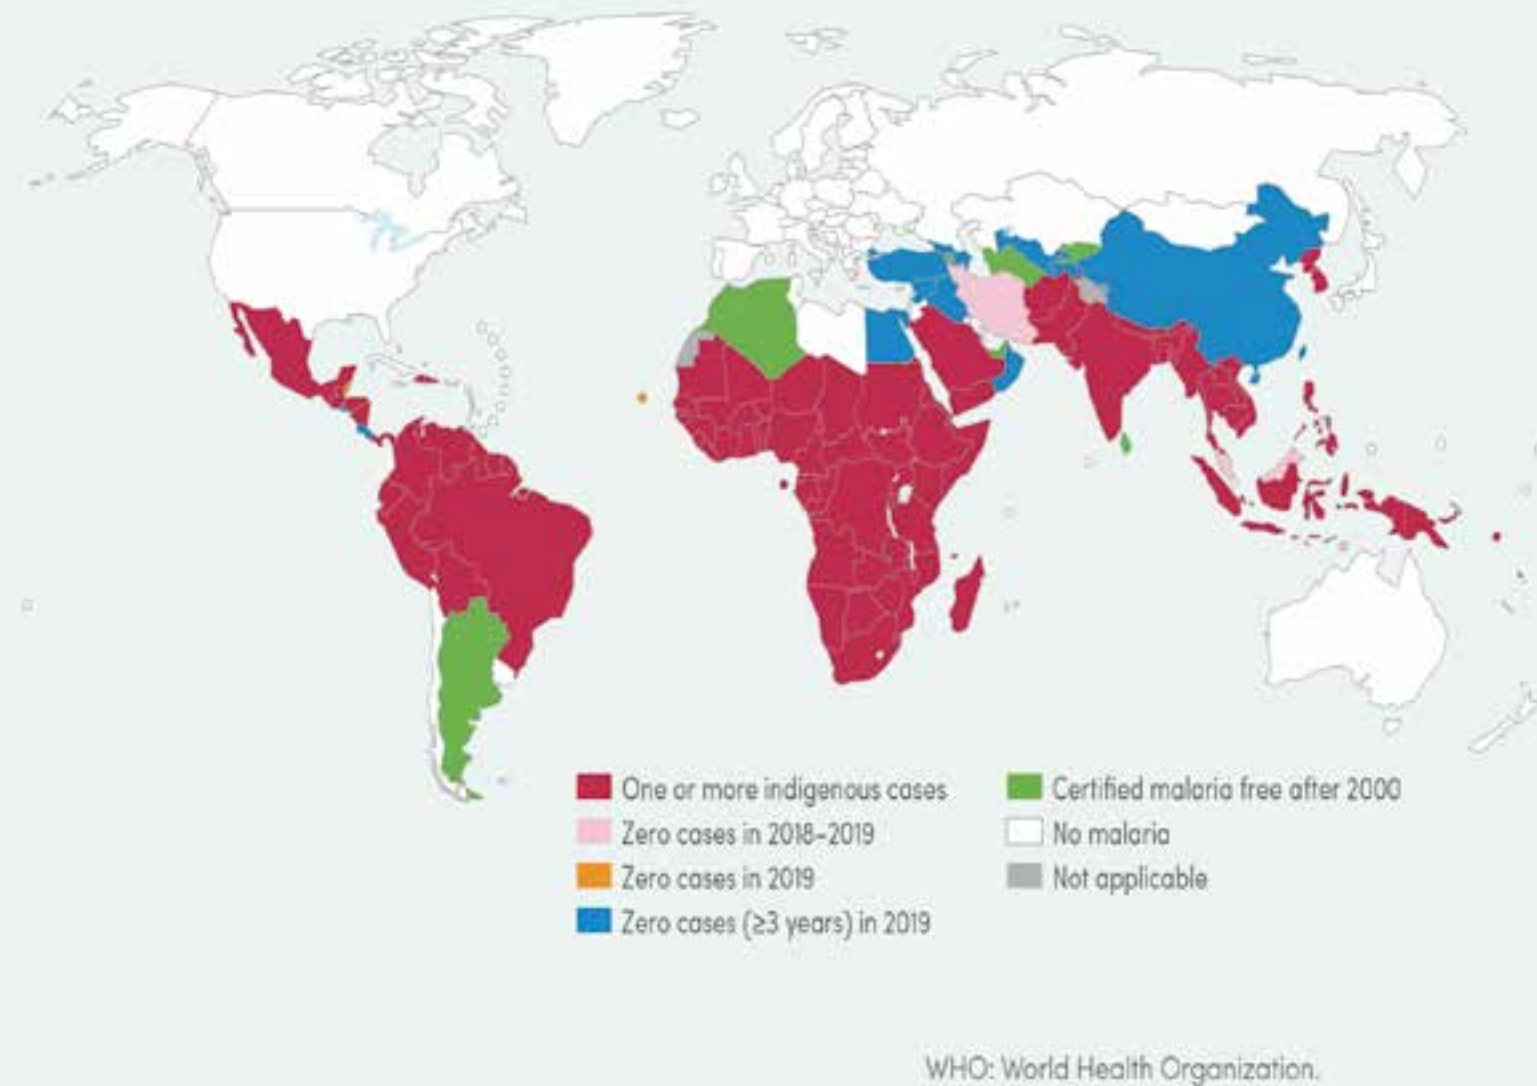 One or more indigenous cases
Zero cases in 2018–2019
Zero cases in 2019
Zero cases (≥3 years) in 2019
Certified malaria free after 2000
No malaria
Not applicable
WHO: World Health Organization.